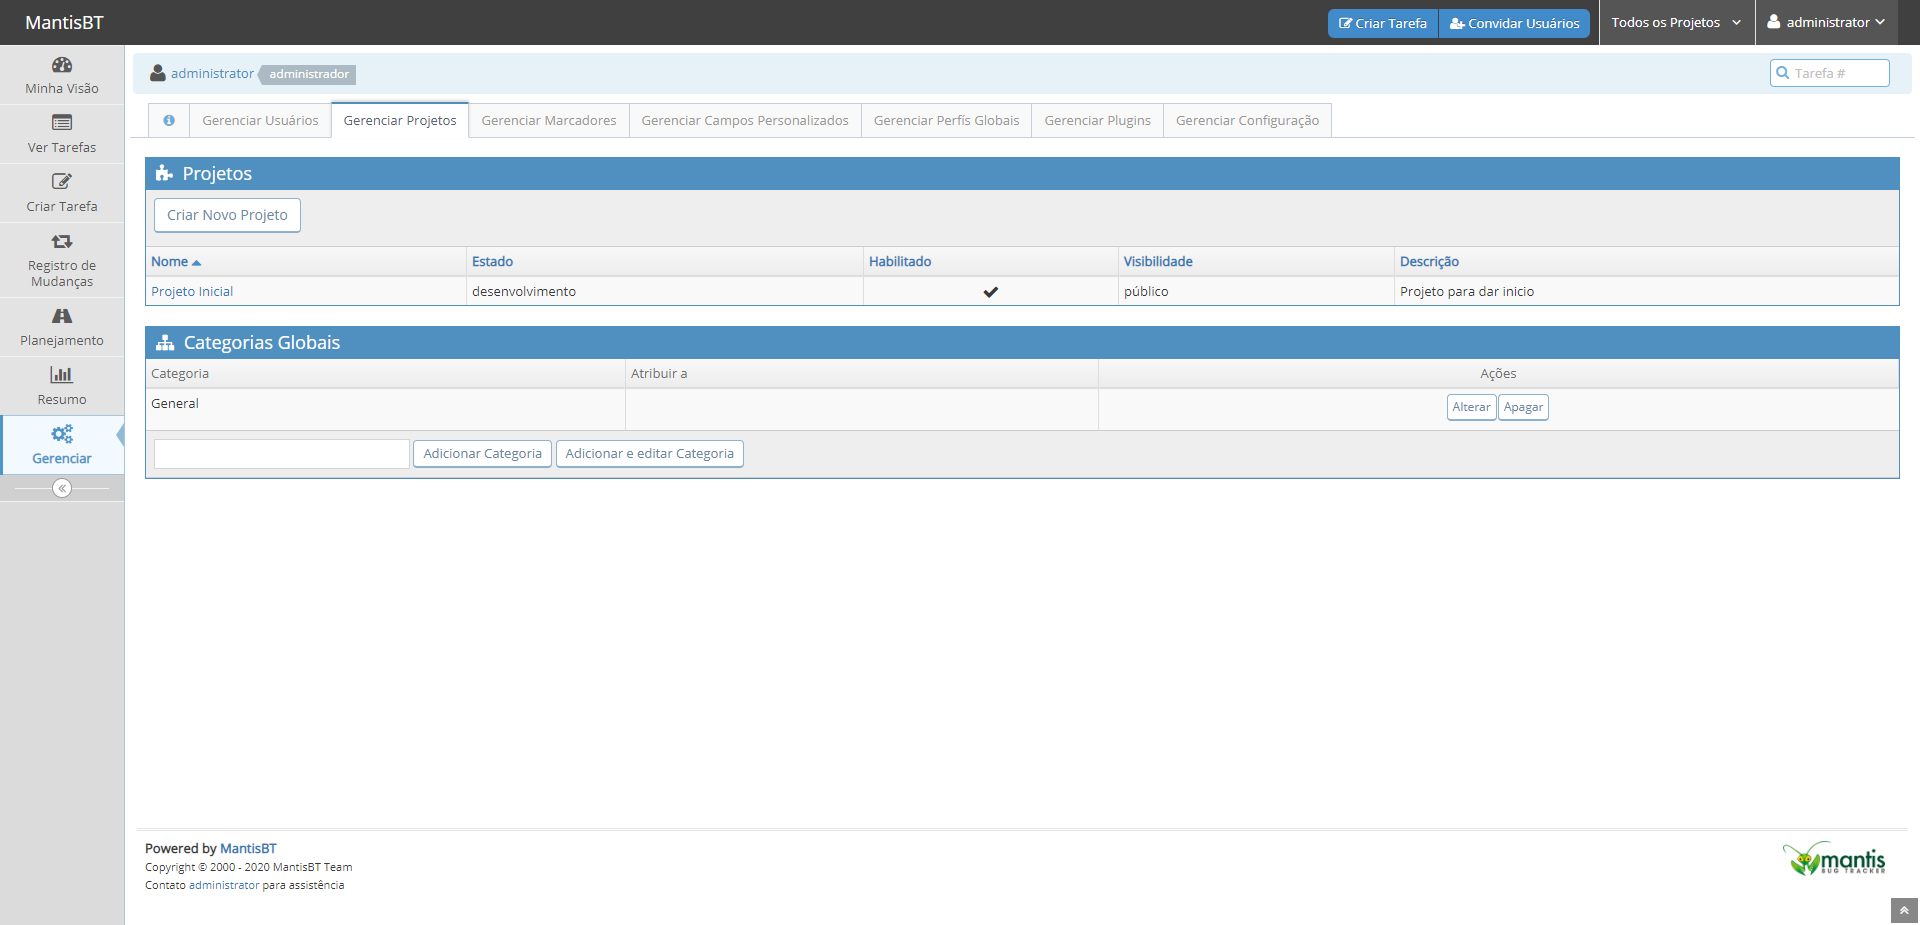 MantisBT
Criar Tarefa
Convidar Usuários
Todos os Projetos
administrator
Minha Visão
Ver Tarefas
Criar Tarefa
Registro de
Mudanças
Planejamento
Resumo
Gerenciar
administrator administrador
Tarefa #
Gerenciar Usuários
Gerenciar Projetos
Gerenciar Marcadores
Gerenciar Campos Personalizados
Gerenciar Perfís Globais
Gerenciar Plugins
Gerenciar Configuração
Projetos
Criar Novo Projeto
Nome Estado Habilitado Visibilidade Descrição
Projeto Inicial desenvolvimento público Projeto para dar inicio
Categorias Globais
Categoria Atribuir a Ações
General Alterar Apagar
Adicionar Categoria Adicionar e editar Categoria
Powered by MantisBT
Copyright © 2000 - 2020 MantisBT Team
Contato administrator para assistência
mantis
BUG TRACKER